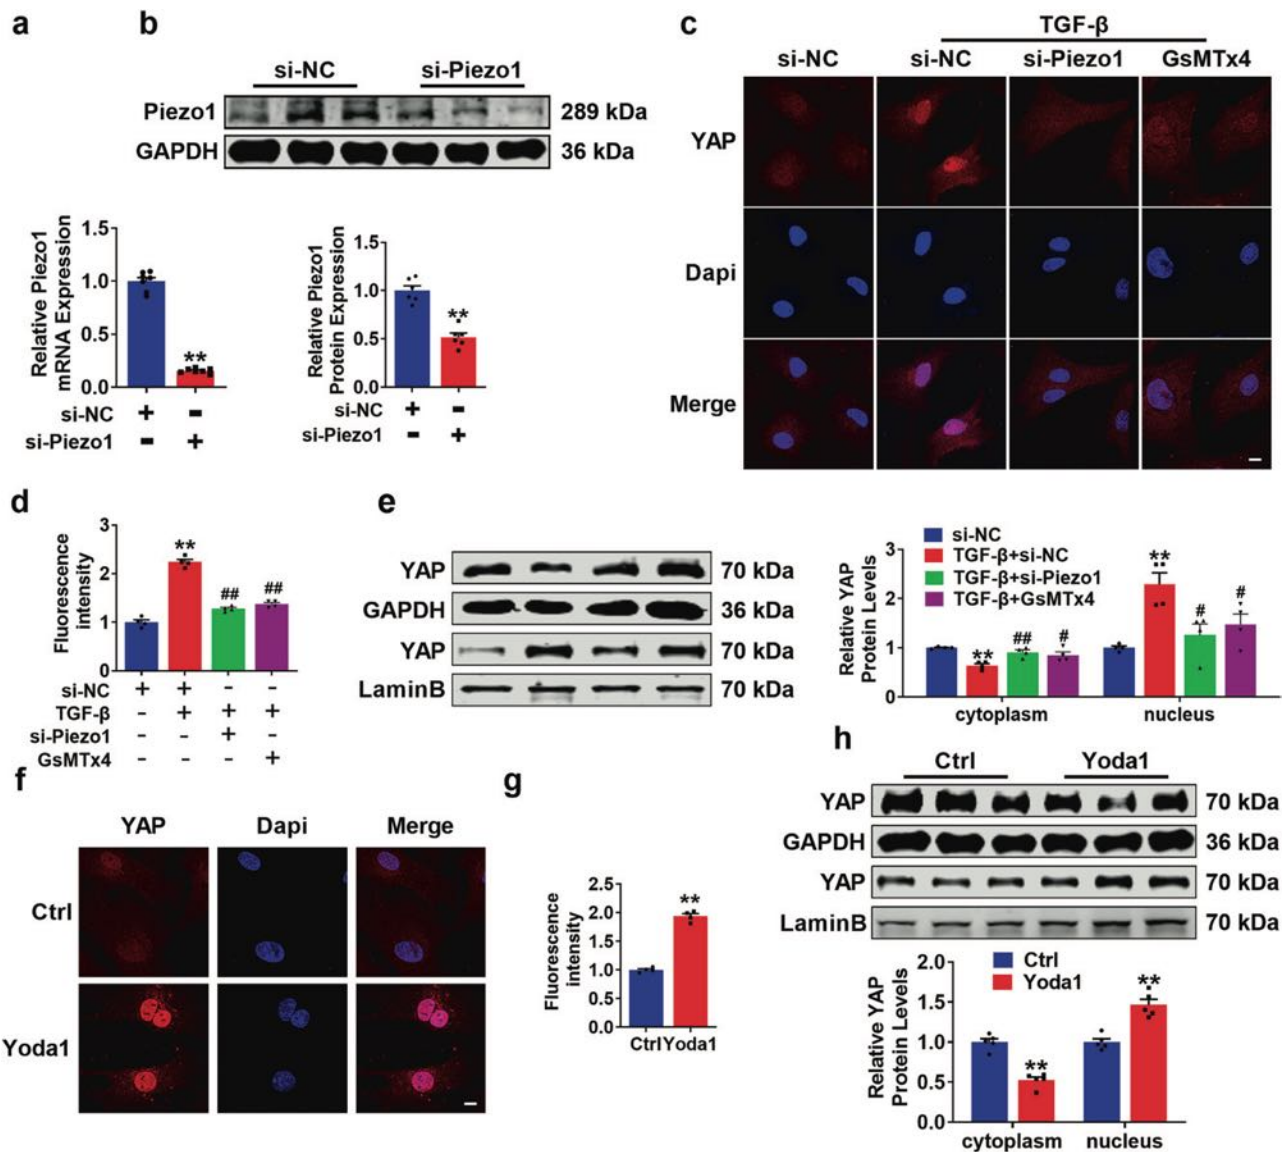 a
b
si-NC si-Piezo1
Piezo1 289 kDa
GAPDH 36 kDa
Relative Piezo1
mRNA Expression
1.5
1.0
0.5
0.0
**
si-NC + -
si-Piezo1 - +
Relative Piezo1
Protein Expression
1.5
1.0
0.5
0.0
**
si-NC + -
si-Piezo1 - +
c
TGF-β
si-NC si-NC si-Piezo1 GsMTx4
YAP
Dapi
Merge
d
Fluorescence
intensity
3
2
1
0
** ## ##
si-NC + + - -
TGF-β - + + +
si-Piezo1 - - + -
GsMTx4 - - - +
e
YAP 70 kDa
GAPDH 36 kDa
YAP 70 kDa
LaminB 70 kDa
Relative YAP
Protein Levels
3
2
1
0
si-NC
TGF-β+si-NC
TGF-β+si-Piezo1
TGF-β+GsMTx4
** ## # ** # #
cytoplasm nucleus
f
YAP Dapi Merge
Ctrl
Yoda1
g
Fluorescence
intensity
2.5
2.0
1.5
1.0
0.5
0.0
**
Ctrl Yoda1
h
Ctrl Yoda1
YAP 70 kDa
GAPDH 36 kDa
YAP 70 kDa
LaminB 70 kDa
Relative YAP
Protein Levels
2.0
1.5
1.0
0.5
0.0
Ctrl
Yoda1
** **
cytoplasm nucleus